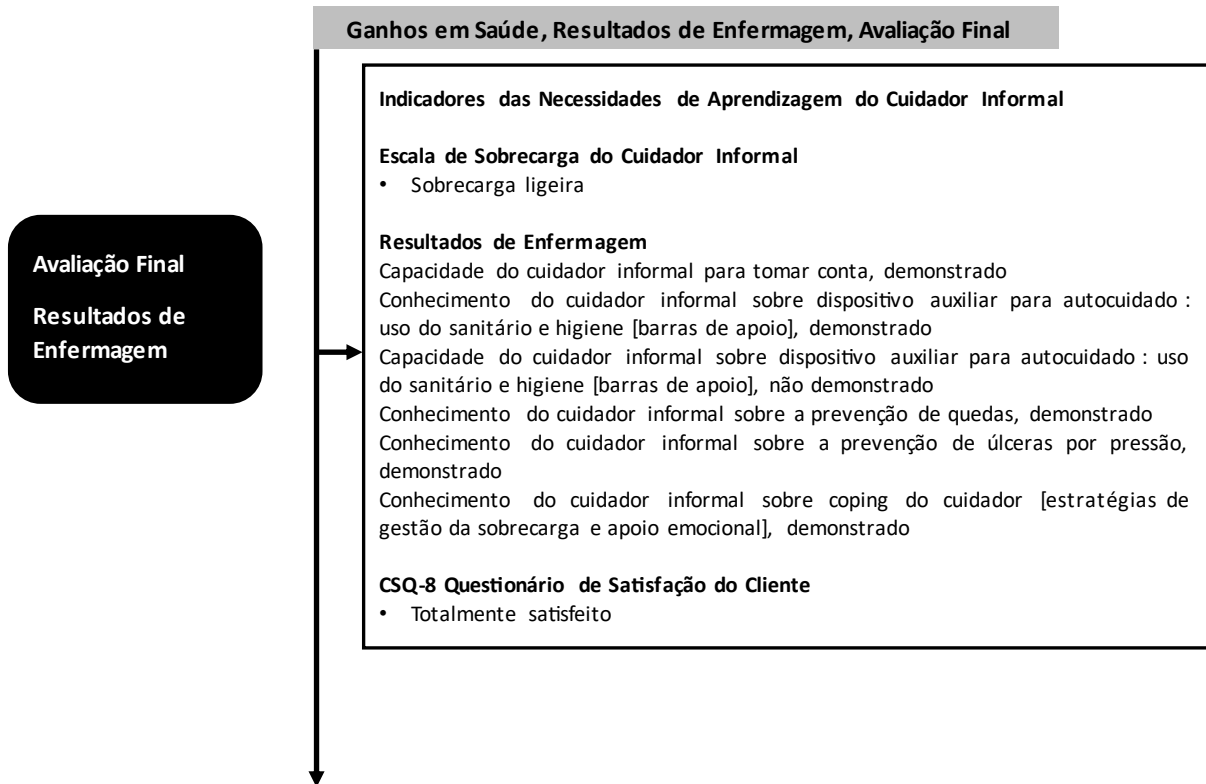 Ganhos em Saúde, Resultados de Enfermagem, Avaliação Final
Avaliação Final
Resultados de
Enfermagem
Indicadores das Necessidades de Aprendizagem do Cuidador Informal
Escala de Sobrecarga do Cuidador Informal
• Sobrecarga ligeira
Resultados de Enfermagem
Capacidade do cuidador informal para tomar conta, demonstrado
Conhecimento do cuidador informal sobre dispositivo auxiliar para autocuidado :
uso do sanitário e higiene [barras de apoio], demonstrado
Capacidade do cuidador informal sobre dispositivo auxiliar para autocuidado : uso
do sanitário e higiene [barras de apoio], não demonstrado
Conhecimento do cuidador informal sobre a prevenção de quedas, demonstrado
Conhecimento do cuidador informal sobre a prevenção de úlceras por pressão,
demonstrado
Conhecimento do cuidador informal sobre coping do cuidador [estratégias de
gestão da sobrecarga e apoio emocional], demonstrado
CSQ-8 Questionário de Satisfação do Cliente
• Totalmente satisfeito